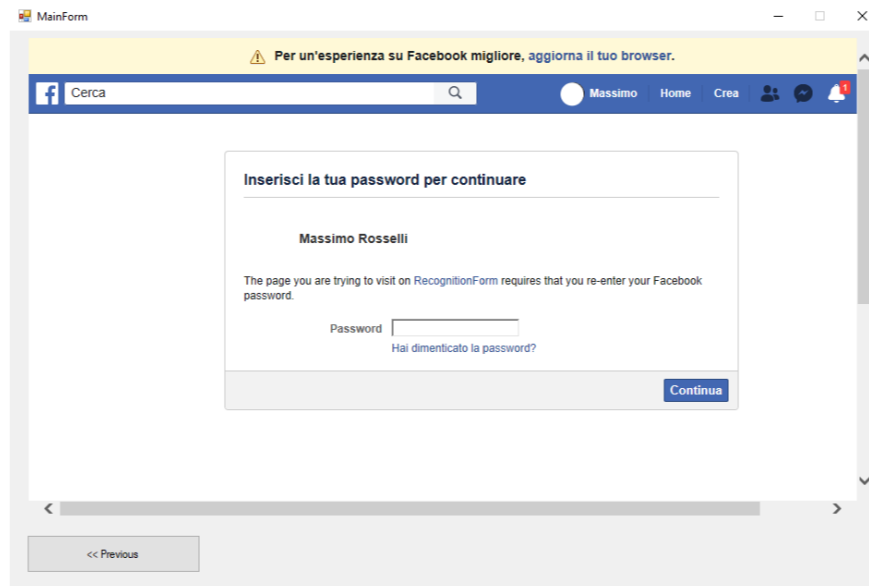 MainForm
Per un'esperienza su Facebook migliore, aggiorna il tuo browser.
f Cerca Massimo Home Crea 1
Inserisci la tua password per continuare
Massimo Rosselli
The page you are trying to visit on RecognitionForm requires that you re-enter your Facebook
password.
Password
Hai dimenticato la password?
Continua
<< Previous